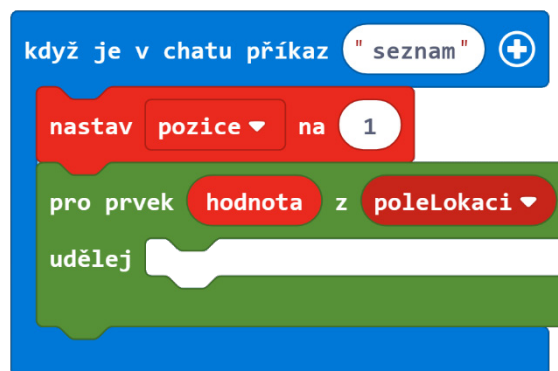 když je v chatu příkaz "seznam"
nastav pozice na 1
pro prvek hodnota z poleLokaci
udělej